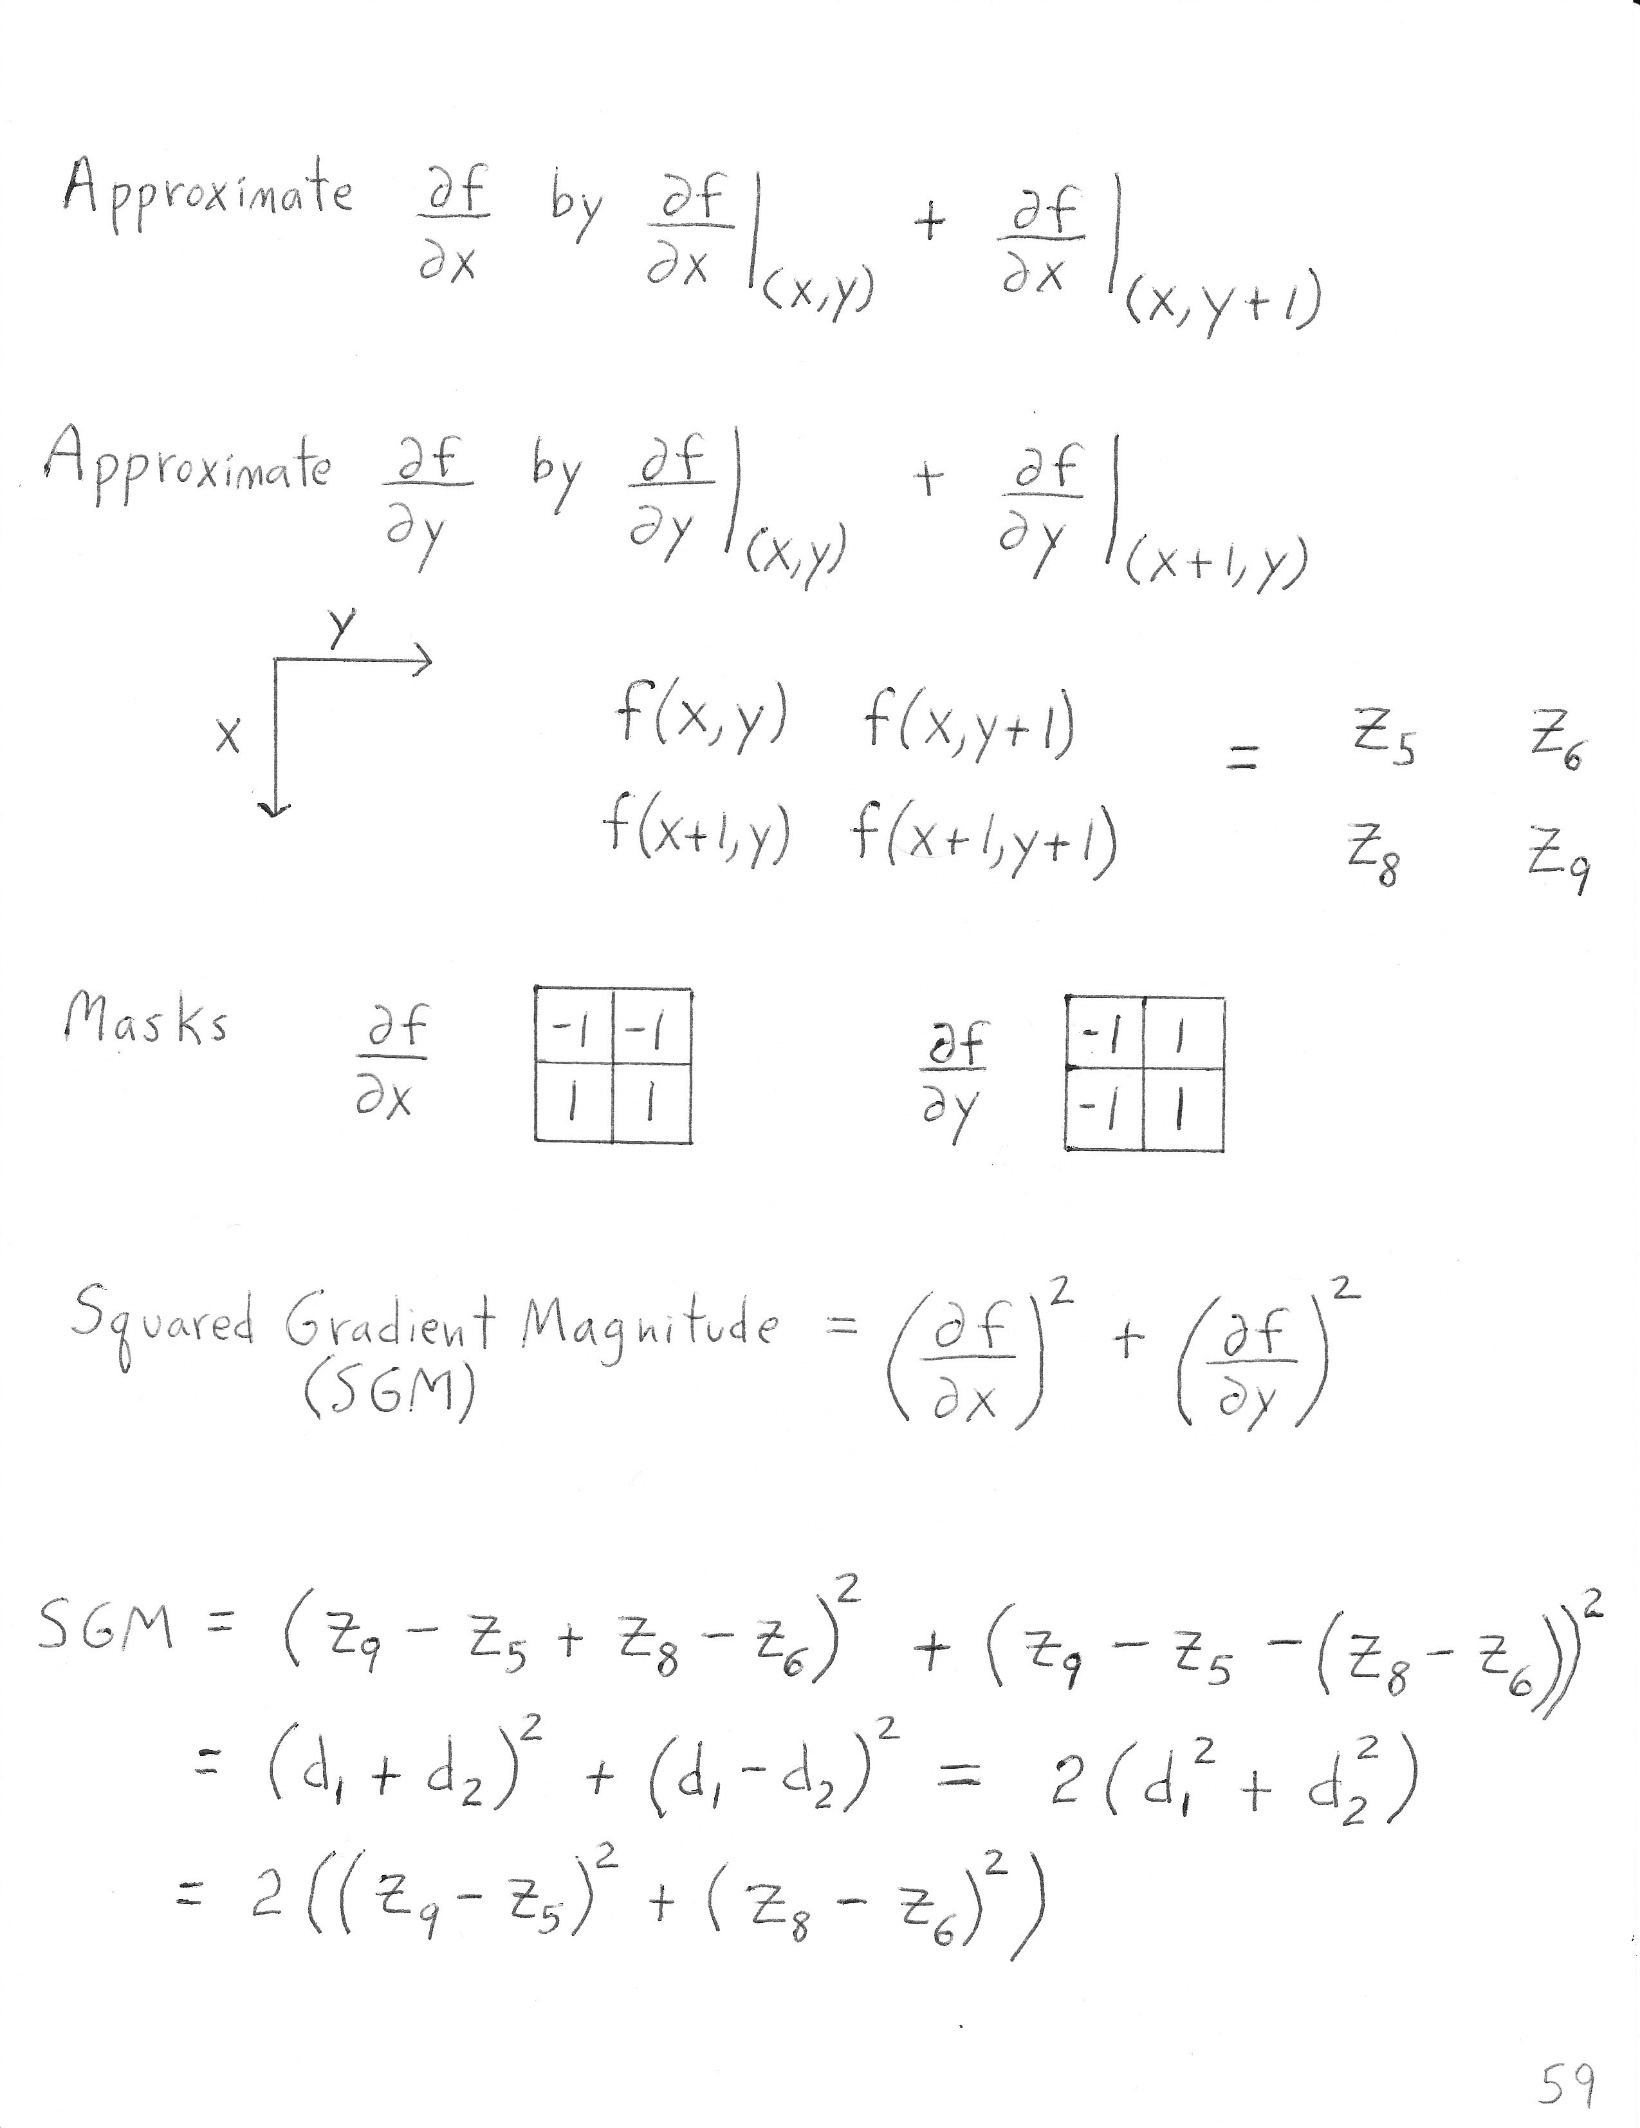 Approximate ∂f/∂x by ∂f/∂x|(x,y) + ∂f/∂x|(x,y+1)
Approximate ∂f/∂y by ∂f/∂y|(x,y) + ∂f/∂y|(x+1,y)
y
x
f(x,y) f(x,y+1) = z₅ z₆
f(x+1,y) f(x+1,y+1) z₈ z₉
Masks ∂f/∂x -1 -1 ∂f/∂y -1 1
1 1 -1 1
Squared Gradient Magnitude = (∂f/∂x)² + (∂f/∂y)²
(SGM)
SGM = (z₉ - z₅ + z₈ - z₆)² + (z₉ - z₅ - (z₈ - z₆))²
= (d₁ + d₂)² + (d₁ - d₂)² = 2(d₁² + d₂²)
= 2((z₉ - z₅)² + (z₈ - z₆)²)
59